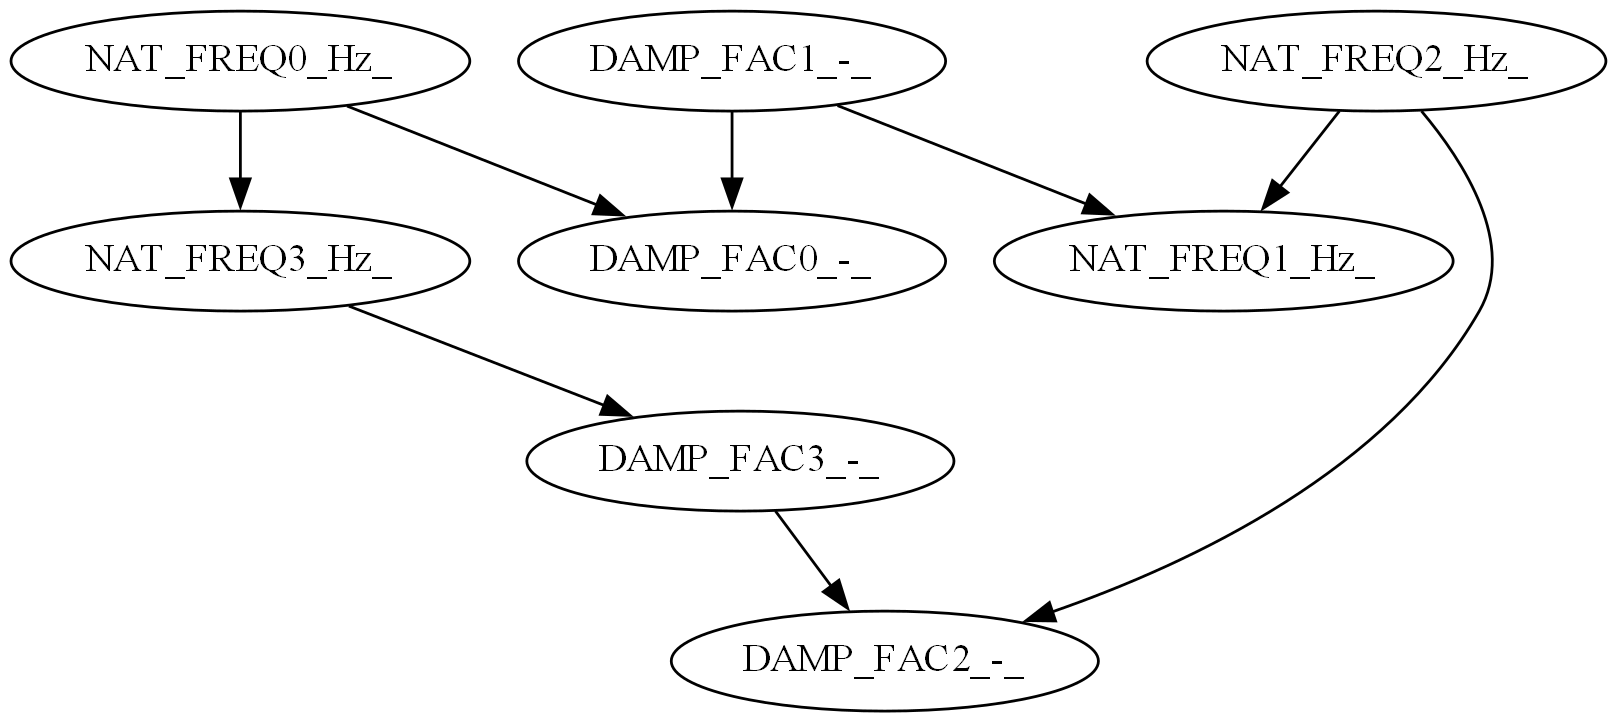 NAT_FREQ0_Hz_
DAMP_FAC1_-_
NAT_FREQ2_Hz_
NAT_FREQ3_Hz_
DAMP_FAC0_-_
NAT_FREQ1_Hz_
DAMP_FAC3_-_
DAMP_FAC2_-_